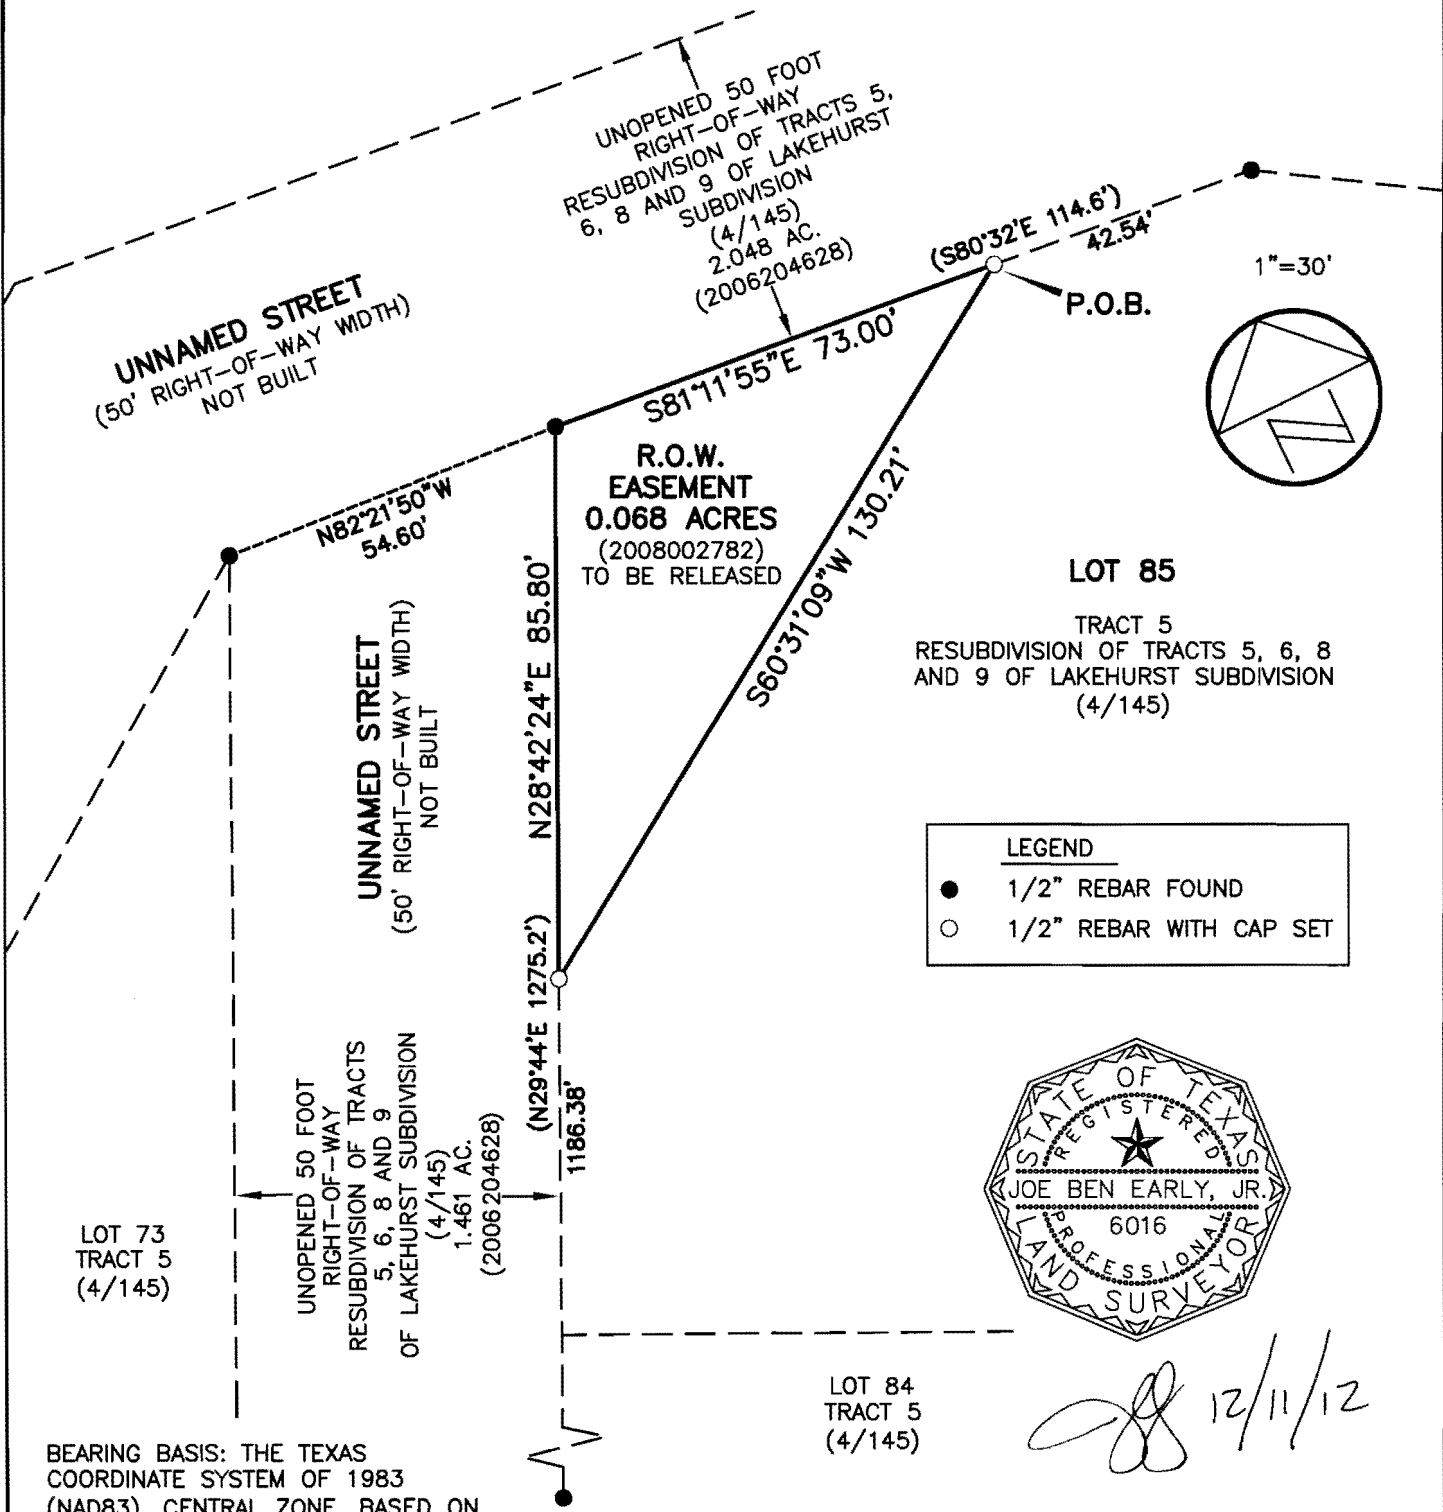 UNOPENED 50 FOOT
RIGHT-OF-WAY
RESUBDIVISION OF TRACTS 5,
6, 8 AND 9 OF LAKEHURST
SUBDIVISION
(4/145)
2.048 AC.
(2006204628)
(S80°32'E 114.6')
42.54'
1"=30'
P.O.B.
UNNAMED STREET
(50' RIGHT-OF-WAY WIDTH)
NOT BUILT
S81°11'55"E 73.00'
N82°21'50"W
54.60'
R.O.W.
EASEMENT
0.068 ACRES
(2008002782)
TO BE RELEASED
N28°42'24"E 85.80'
S60°31'09"W 130.21'
N
LOT 85
TRACT 5
RESUBDIVISION OF TRACTS 5, 6, 8
AND 9 OF LAKEHURST SUBDIVISION
(4/145)
UNNAMED STREET
(50' RIGHT-OF-WAY WIDTH)
NOT BUILT
LEGEND
1/2" REBAR FOUND
1/2" REBAR WITH CAP SET
(N29°44'E 1275.2')
1186.38'
UNOPENED 50 FOOT
RIGHT-OF-WAY
RESUBDIVISION OF TRACTS
5, 6, 8 AND 9
OF LAKEHURST SUBDIVISION
(4/145)
1.461 AC.
(2006204628)
LOT 73
TRACT 5
(4/145)
STATE OF TEXAS
REGISTERED
JOE BEN EARLY, JR.
6016
PROFESSIONAL
LAND SURVEYOR
12/11/12
LOT 84
TRACT 5
(4/145)
BEARING BASIS: THE TEXAS
COORDINATE SYSTEM OF 1983
(NAD83), CENTRAL ZONE, BASED ON